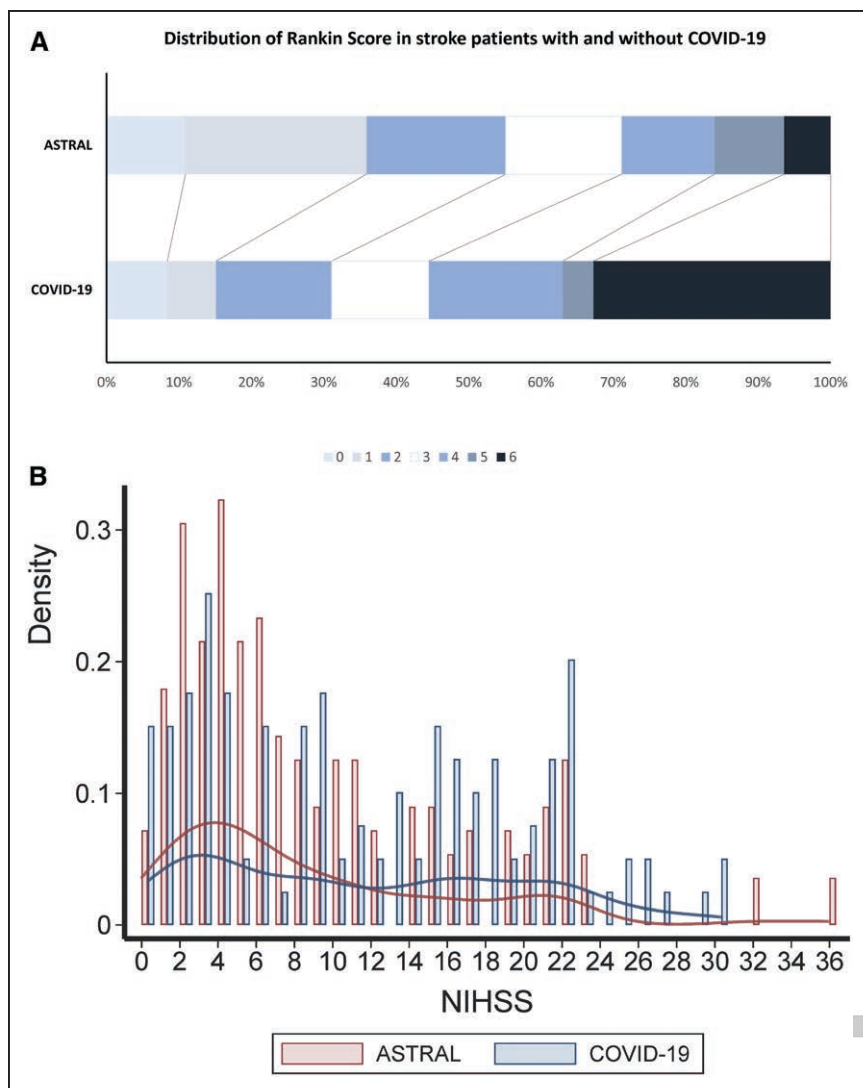 A
Distribution of Rankin Score in stroke patients with and without COVID-19
ASTRAL
COVID-19
0% 10% 20% 30% 40% 50% 60% 70% 80% 90% 100%
0 1 2 3 4 5 6
B
Density
0.3
0.2
0.1
0
0 2 4 6 8 10 12 14 16 18 20 22 24 26 28 30 32 34 36
NIHSS
ASTRAL COVID-19